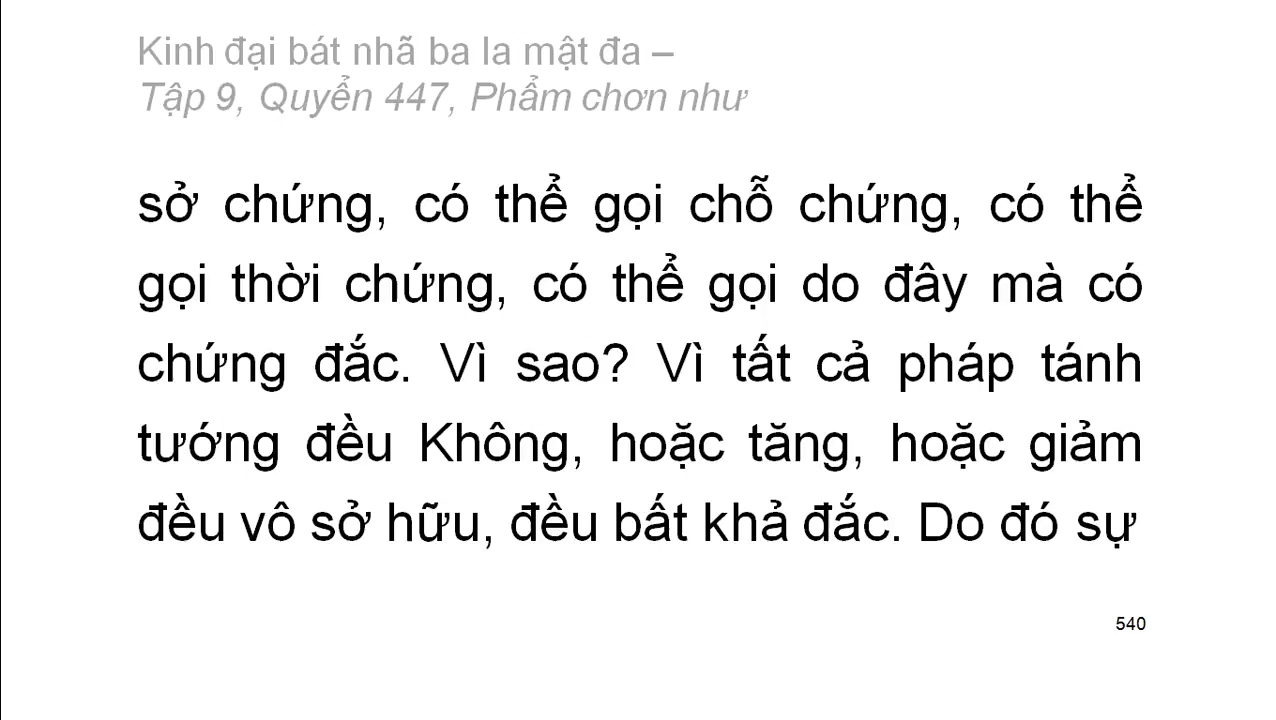 Kinh đại bát nhã ba la mật đa –
Tập 9, Quyển 447, Phẩm chơn như
sở chứng, có thể gọi chỗ chứng, có thể
gọi thời chứng, có thể gọi do đây mà có
chứng đắc. Vì sao? Vì tất cả pháp tánh
tướng đều Không, hoặc tăng, hoặc giảm
đều vô sở hữu, đều bất khả đắc. Do đó sự
540